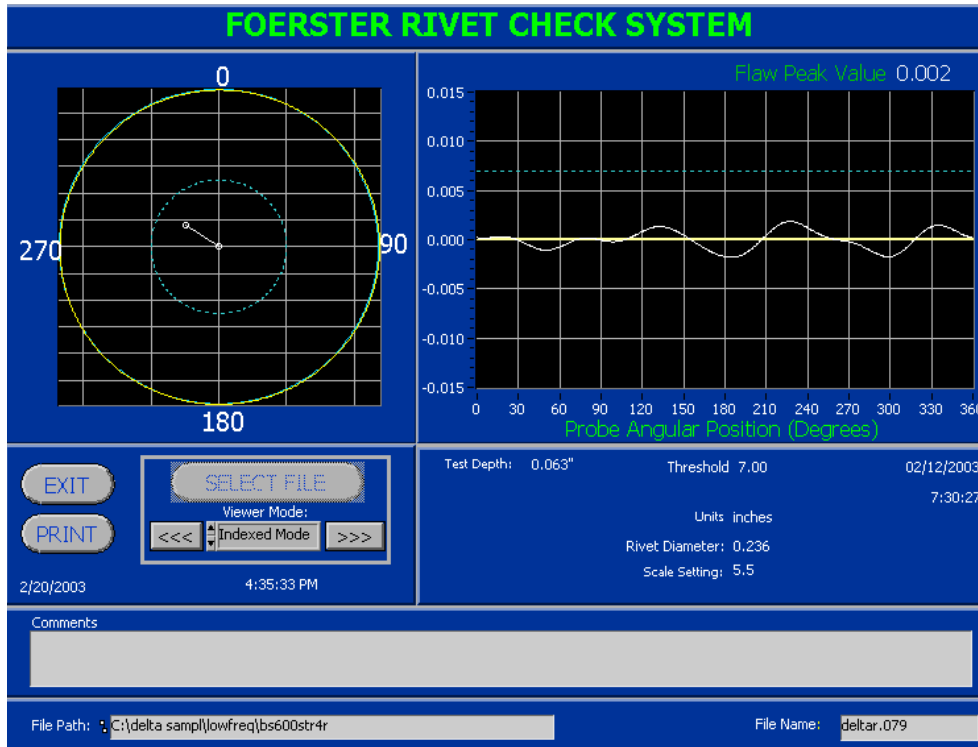 FOERSTER RIVET CHECK SYSTEM
0
270
90
180
Flaw Peak Value 0.002
0.015
0.010
0.005
0.000
-0.005
-0.010
-0.015
0 30 60 90 120 150 180 210 240 270 300 330 360
Probe Angular Position (Degrees)
EXIT
PRINT
SELECT FILE
Viewer Mode:
<<< Indexed Mode >>>
2/20/2003 4:35:33 PM
Test Depth: 0.063" Threshold 7.00 02/12/2003
7:30:27
Units inches
Rivet Diameter: 0.236
Scale Setting: 5.5
Comments
File Path: C:\delta sampl\lowfreq\bs600str4r File Name: deltar.079